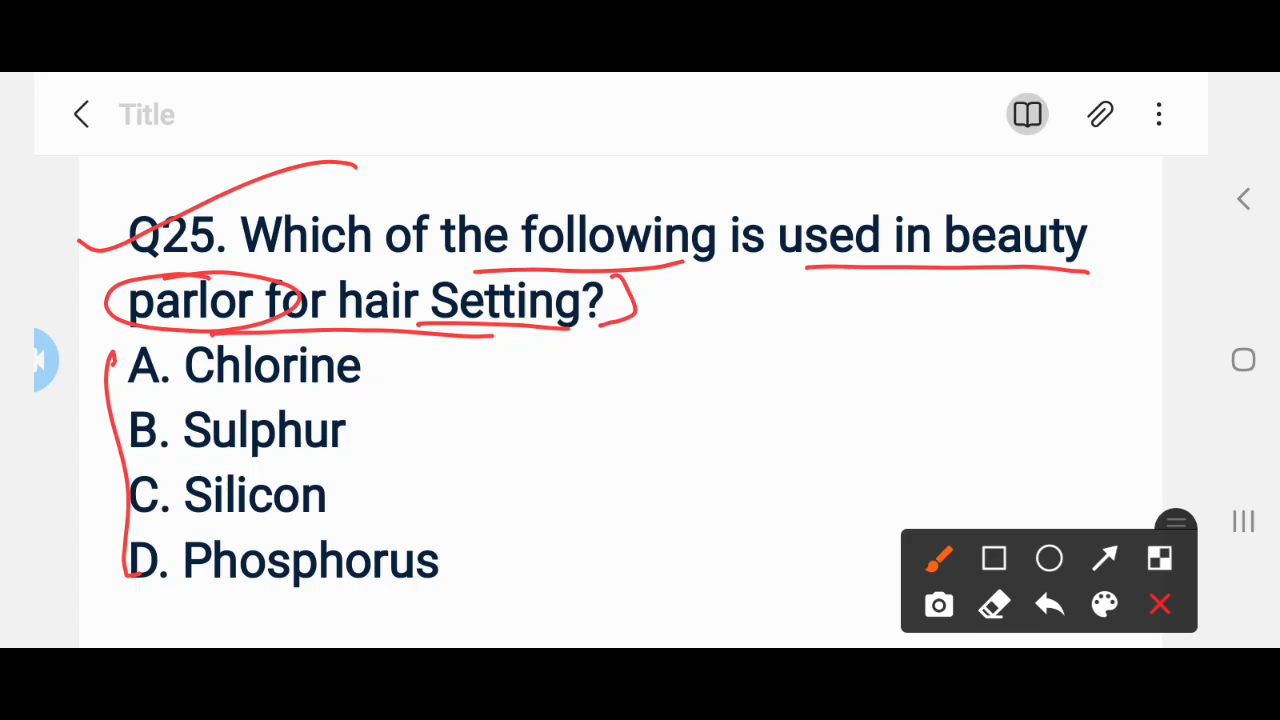 Title
Q25. Which of the following is used in beauty
parlor for hair Setting?
A. Chlorine
B. Sulphur
C. Silicon
D. Phosphorus